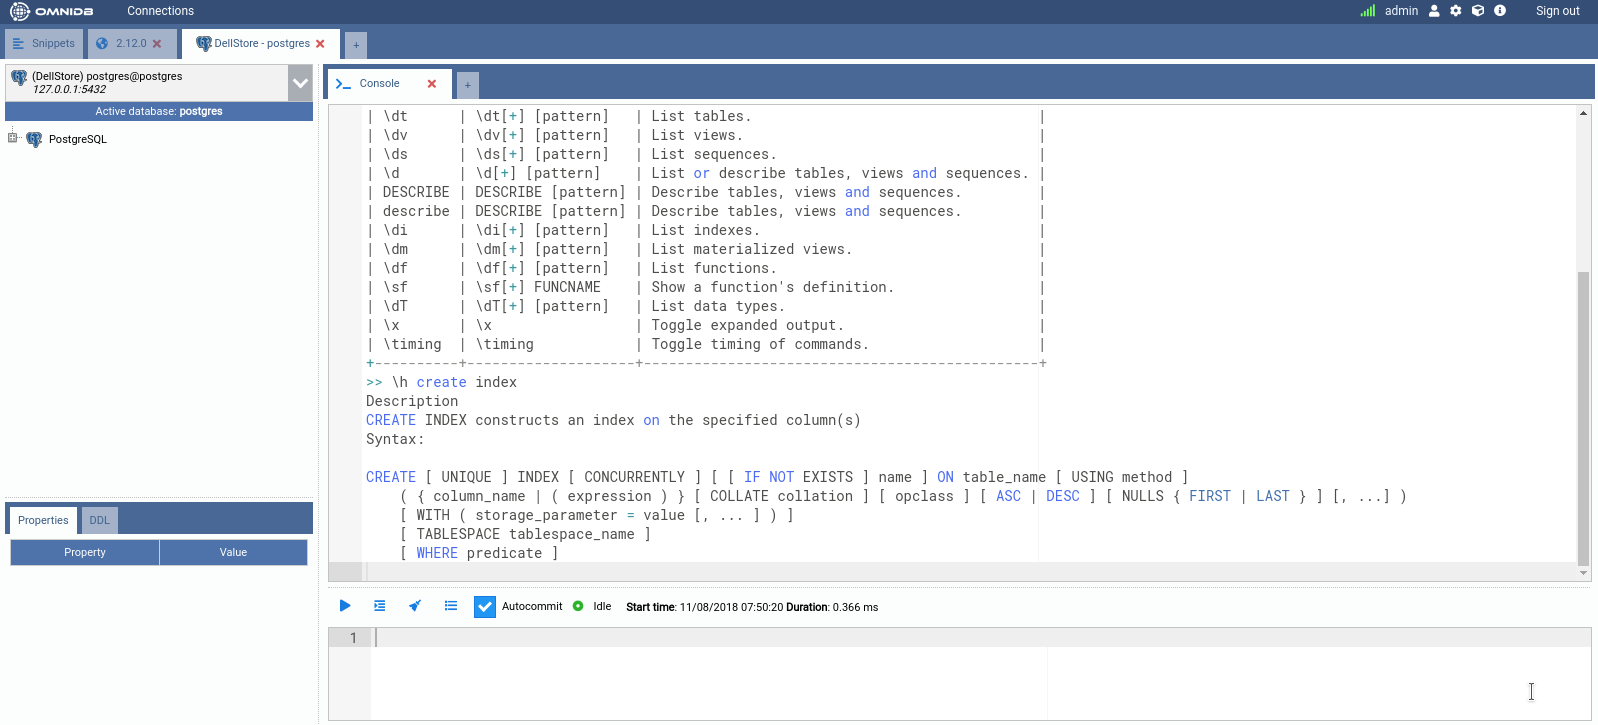 OMNIDB Connections admin Sign out
Snippets 2.12.0 DellStore - postgres +
(DellStore) postgres@postgres
127.0.0.1:5432
Active database: postgres
PostgreSQL
Properties DDL
Property Value
Console +
| \dt      | \dt[+] [pattern]   | List tables.                                  |
| \dv      | \dv[+] [pattern]   | List views.                                   |
| \ds      | \ds[+] [pattern]   | List sequences.                               |
| \d       | \d[+] [pattern]    | List or describe tables, views and sequences. |
| DESCRIBE | DESCRIBE [pattern] | Describe tables, views and sequences.         |
| describe | DESCRIBE [pattern] | Describe tables, views and sequences.         |
| \di      | \di[+] [pattern]   | List indexes.                                 |
| \dm      | \dm[+] [pattern]   | List materialized views.                      |
| \df      | \df[+] [pattern]   | List functions.                               |
| \sf      | \sf[+] FUNCNAME    | Show a function's definition.                 |
| \dT      | \dT[+] [pattern]   | List data types.                              |
| \x       | \x                 | Toggle expanded output.                       |
| \timing  | \timing            | Toggle timing of commands.                    |
+----------+--------------------+-----------------------------------------------+
>> \h create index
Description
CREATE INDEX constructs an index on the specified column(s)
Syntax:
CREATE [ UNIQUE ] INDEX [ CONCURRENTLY ] [ [ IF NOT EXISTS ] name ] ON table_name [ USING method ]
    ( { column_name | ( expression ) } [ COLLATE collation ] [ opclass ] [ ASC | DESC ] [ NULLS { FIRST | LAST } ] [, ...] )
    [ WITH ( storage_parameter = value [, ... ] ) ]
    [ TABLESPACE tablespace_name ]
    [ WHERE predicate ]
Autocommit Idle Start time: 11/08/2018 07:50:20 Duration: 0.366 ms
1